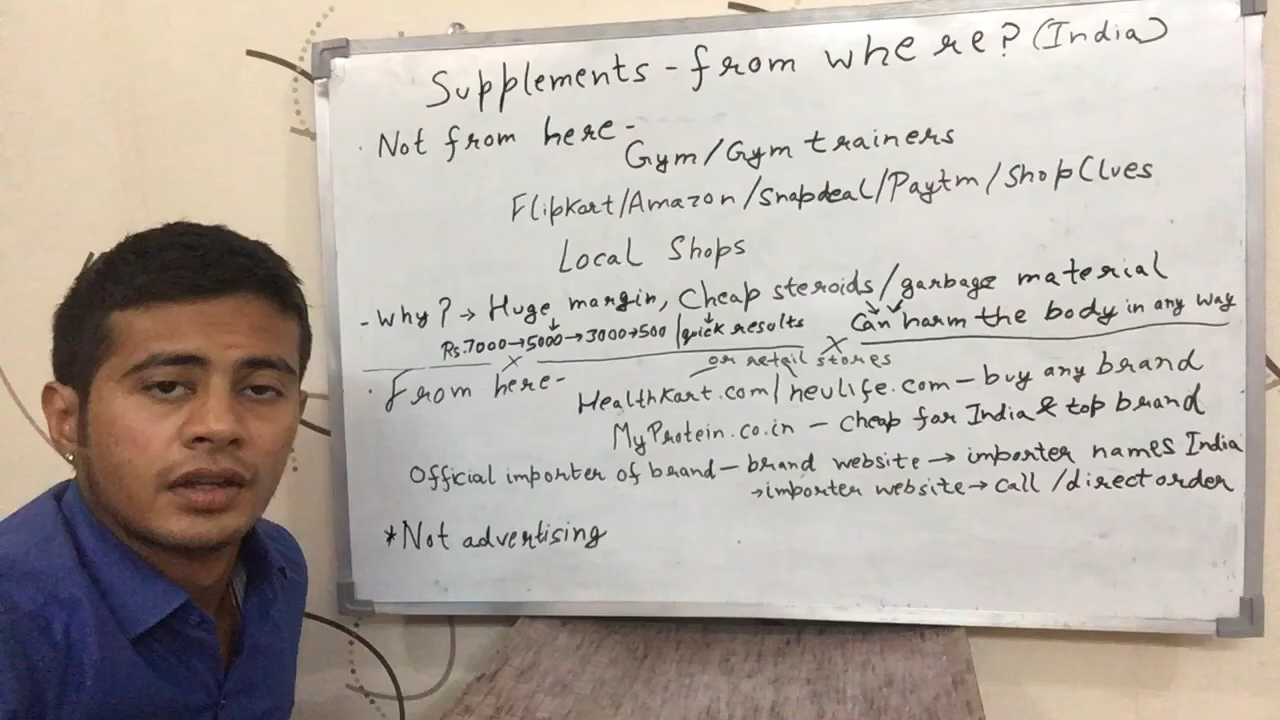 Supplements - from where? (India)
· Not from here -
Gym/Gym trainers
Flipkart/Amazon/Snapdeal/Paytm/ShopClues
Local Shops
- Why? → Huge margin, Cheap steroids/garbage material
Rs.7000→5000→3000→500 quick results Can harm the body in any way
or retail stores
· From here - HealthKart.com/neulife.com - buy any brand
MyProtein.co.in - cheap for India & top brand
Official importer of brand - brand website → importer names India
→ importer website → call/direct order
*Not advertising